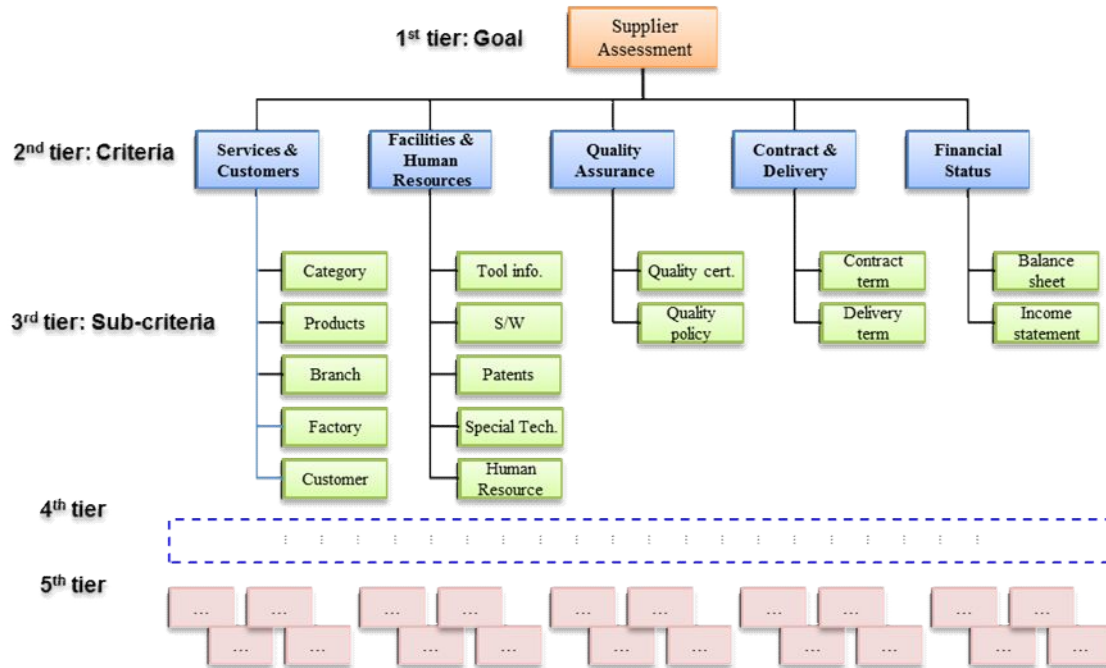 1st tier: Goal
Supplier
Assessment
2nd tier: Criteria
Services &
Customers
Facilities &
Human
Resources
Quality
Assurance
Contract &
Delivery
Financial
Status
3rd tier: Sub-criteria
Category
Products
Branch
Factory
Customer
Tool info.
S/W
Patents
Special Tech.
Human
Resource
Quality cert.
Quality
policy
Contract
term
Delivery
term
Balance
sheet
Income
statement
4th tier
⋮ ⋮ ⋮ ⋮ ⋮ ⋮ ⋮ ⋮ ⋮ ⋮ ⋮ ⋮ ⋮ ⋮ ⋮ ⋮ ⋮ ⋮ ⋮ ⋮
5th tier
... ... ... ... ... ... ... ... ... ...
... ... ... ... ... ... ... ... ... ...